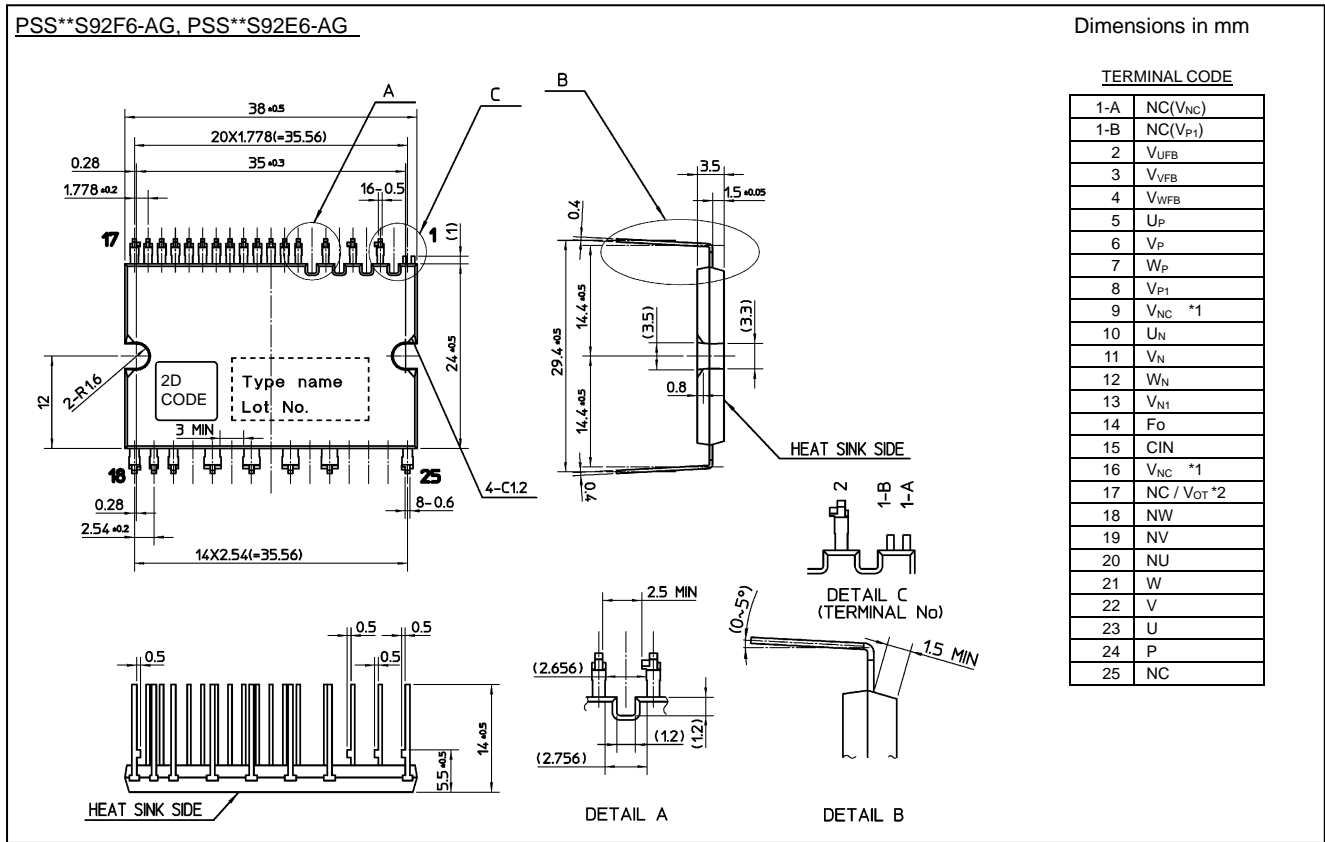 PSS**S92F6-AG, PSS**S92E6-AG
Dimensions in mm
TERMINAL CODE
1-A NC(VNC)
1-B NC(VP1)
2 VUFB
3 VVFB
4 VWFB
5 UP
6 VP
7 WP
8 VP1
9 VNC *1
10 UN
11 VN
12 WN
13 VN1
14 Fo
15 CIN
16 VNC *1
17 NC / VOT *2
18 NW
19 NV
20 NU
21 W
22 V
23 U
24 P
25 NC
A
C
B
38 ±0.5
20X1.778(=35.56)
0.28
35 ±0.3
1.778 ±0.2
16-0.5
17
1
(1)
24 ±0.5
12
2-R1.6
2D
CODE
Type name
Lot No.
3 MIN
18
25
4-C1.2
0.28
8-0.6
2.54 ±0.2
14X2.54(=35.56)
3.5
1.5 ±0.05
0.4
29.4 ±0.5
14.4 ±0.5
14.4 ±0.5
(3.5)
(3.3)
0.8
0.4
HEAT SINK SIDE
2
1-B
1-A
DETAIL C
(TERMINAL No)
0.5
0.5
0.5
0.5
14 ±0.5
5.5 ±0.5
HEAT SINK SIDE
2.5 MIN
(2.656)
(1.2)
(1.2)
(2.756)
DETAIL A
(0~5°)
1.5 MIN
DETAIL B